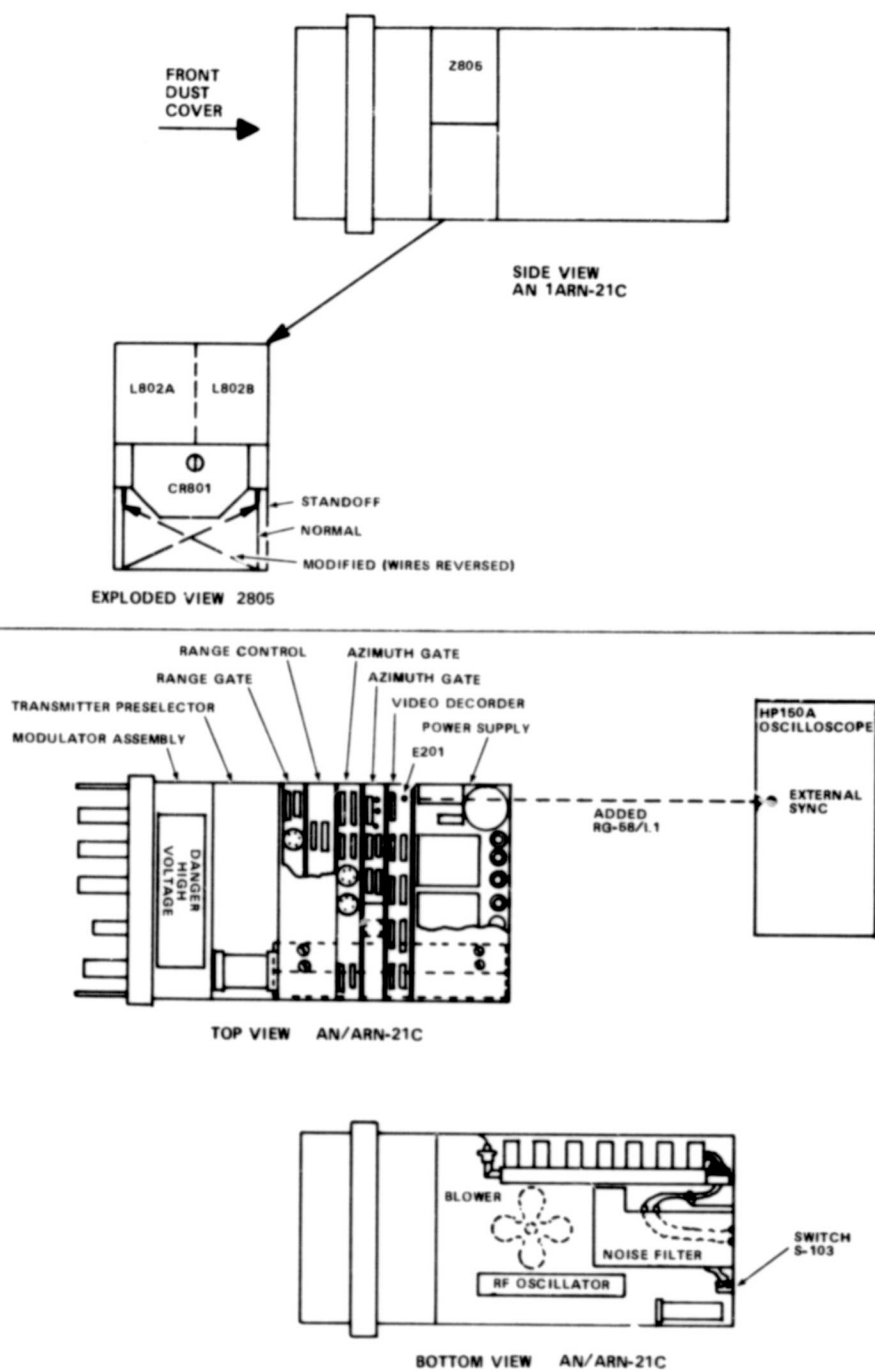 FRONT
DUST
COVER
Z805
SIDE VIEW
AN 1ARN-21C
L802A
L802B
CR801
STANDOFF
NORMAL
MODIFIED (WIRES REVERSED)
EXPLODED VIEW 2805
RANGE CONTROL
AZIMUTH GATE
RANGE GATE
AZIMUTH GATE
TRANSMITTER PRESELECTOR
VIDEO DECORDER
MODULATOR ASSEMBLY
POWER SUPPLY
E201
HP150A
OSCILLOSCOPE
EXTERNAL
SYNC
ADDED
RG-58/1.1
DANGER
HIGH
VOLTAGE
TOP VIEW AN/ARN-21C
BLOWER
NOISE FILTER
RF OSCILLATOR
SWITCH
S-103
BOTTOM VIEW AN/ARN-21C